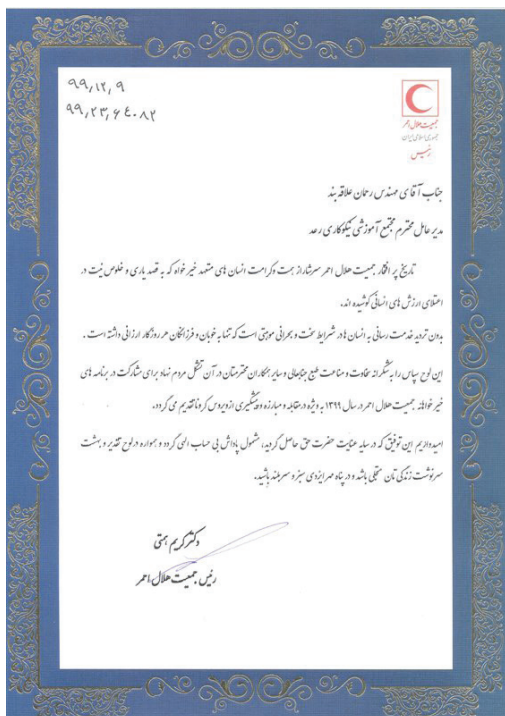 ۹۹,۱۲,۹
۹۹,۲۳,۶۴۰۸۲
جمعیت هلال احمر
جمهوری اسلامی ایران
رئیس
جناب آقای مهندس رحمان علاقه بند
مدیر عامل محترم مجتمع آموزشی نیکوکاری رعد
تاریخ پر افتخار جمعیت هلال احمر سرشار از همت و کرامت انسان های متعهد خیر خواه که به قصد یاری و خلوص نیت در
اعتلای ارزش های انسانی کوشیده اند.
بدون تردید خدمت رسانی به انسان ها در شرایط سخت و بحرانی موهبتی است که تنها به خوبان و فرزانگان هر روزگار ارزانی داشته است.
این لوح سپاس را به شکرانه سخاوت و مناعت طبع جنابعالی و سایر همکاران محترمتان در آن تشکل مردم نهاد برای مشارکت در برنامه های
خیر خواهانه جمعیت هلال احمر در سال ۱۳۹۹ به ویژه در مقابله و مبارزه و پیشگیری از ویروس کرونا تقدیم می گردد.
امیدواریم این توفیق که در سایه عنایت حضرت حق حاصل گردید، مشمول پاداش بی حساب الهی گردد و همواره در لوح تقدیر و بهشت
سرنوشت زندگی تان متجلی باشد و در پناه مهر ایزدی سبز و سربلند باشید.
دکتر کریم همتی
رئیس جمعیت هلال احمر